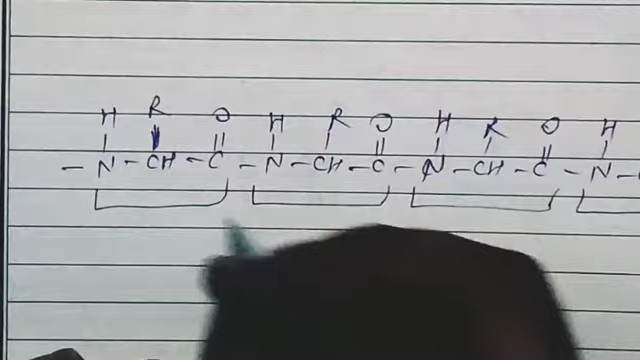 H R O H R O H R O H
- N - CH - C - N - CH - C - N - CH - C - N -